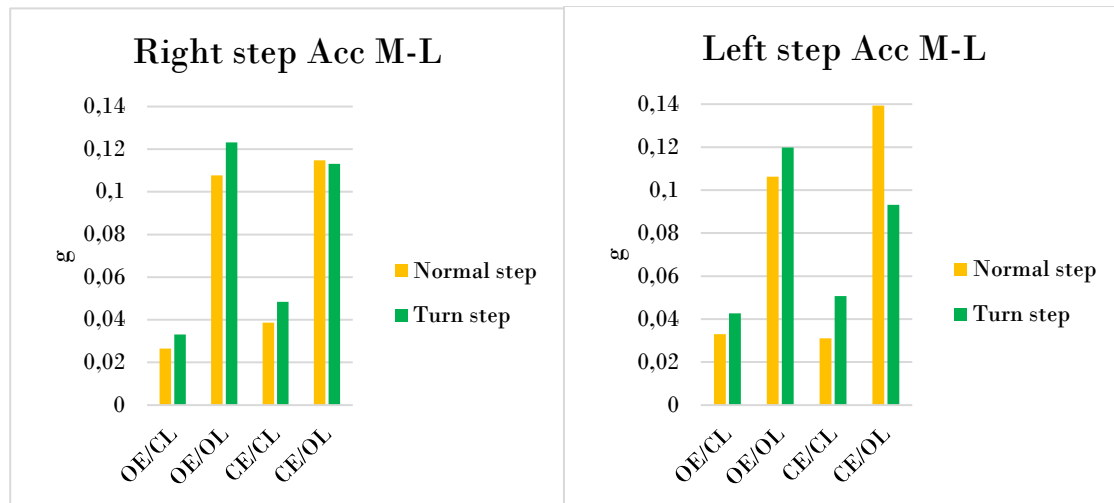 Right step Acc M-L
0,14
0,12
0,1
0,08
0,06
0,04
0,02
0
g
OE/CL
OE/OL
CE/CL
CE/OL
Normal step
Turn step
Left step Acc M-L
0,14
0,12
0,1
0,08
0,06
0,04
0,02
0
g
OE/CL
OE/OL
CE/CL
CE/OL
Normal step
Turn step